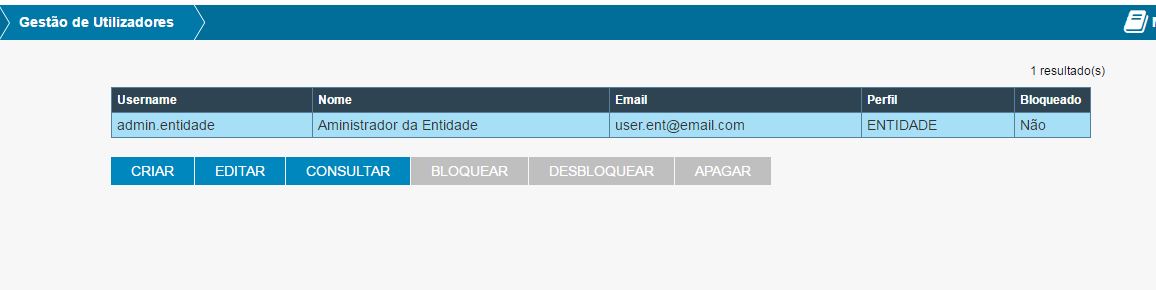 Gestão de Utilizadores
1 resultado(s)
Username Nome Email Perfil Bloqueado
admin.entidade Aministrador da Entidade user.ent@email.com ENTIDADE Não
CRIAR EDITAR CONSULTAR BLOQUEAR DESBLOQUEAR APAGAR